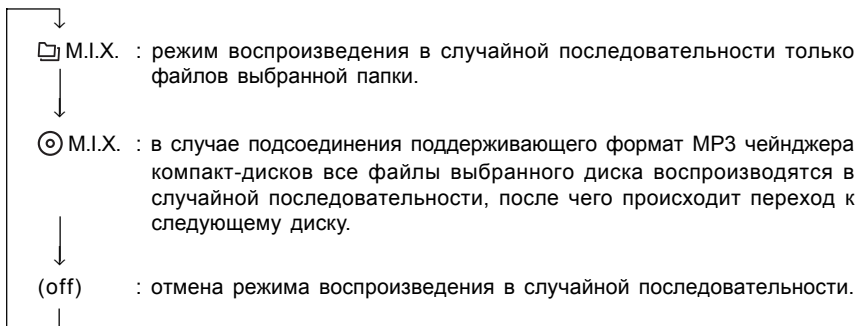 M.I.X. : режим воспроизведения в случайной последовательности только
файлов выбранной папки.
M.I.X. : в случае подсоединения поддерживающего формат MP3 чейнджера
компакт-дисков все файлы выбранного диска воспроизводятся в
случайной последовательности, после чего происходит переход к
следующему диску.
(off) : отмена режима воспроизведения в случайной последовательности.